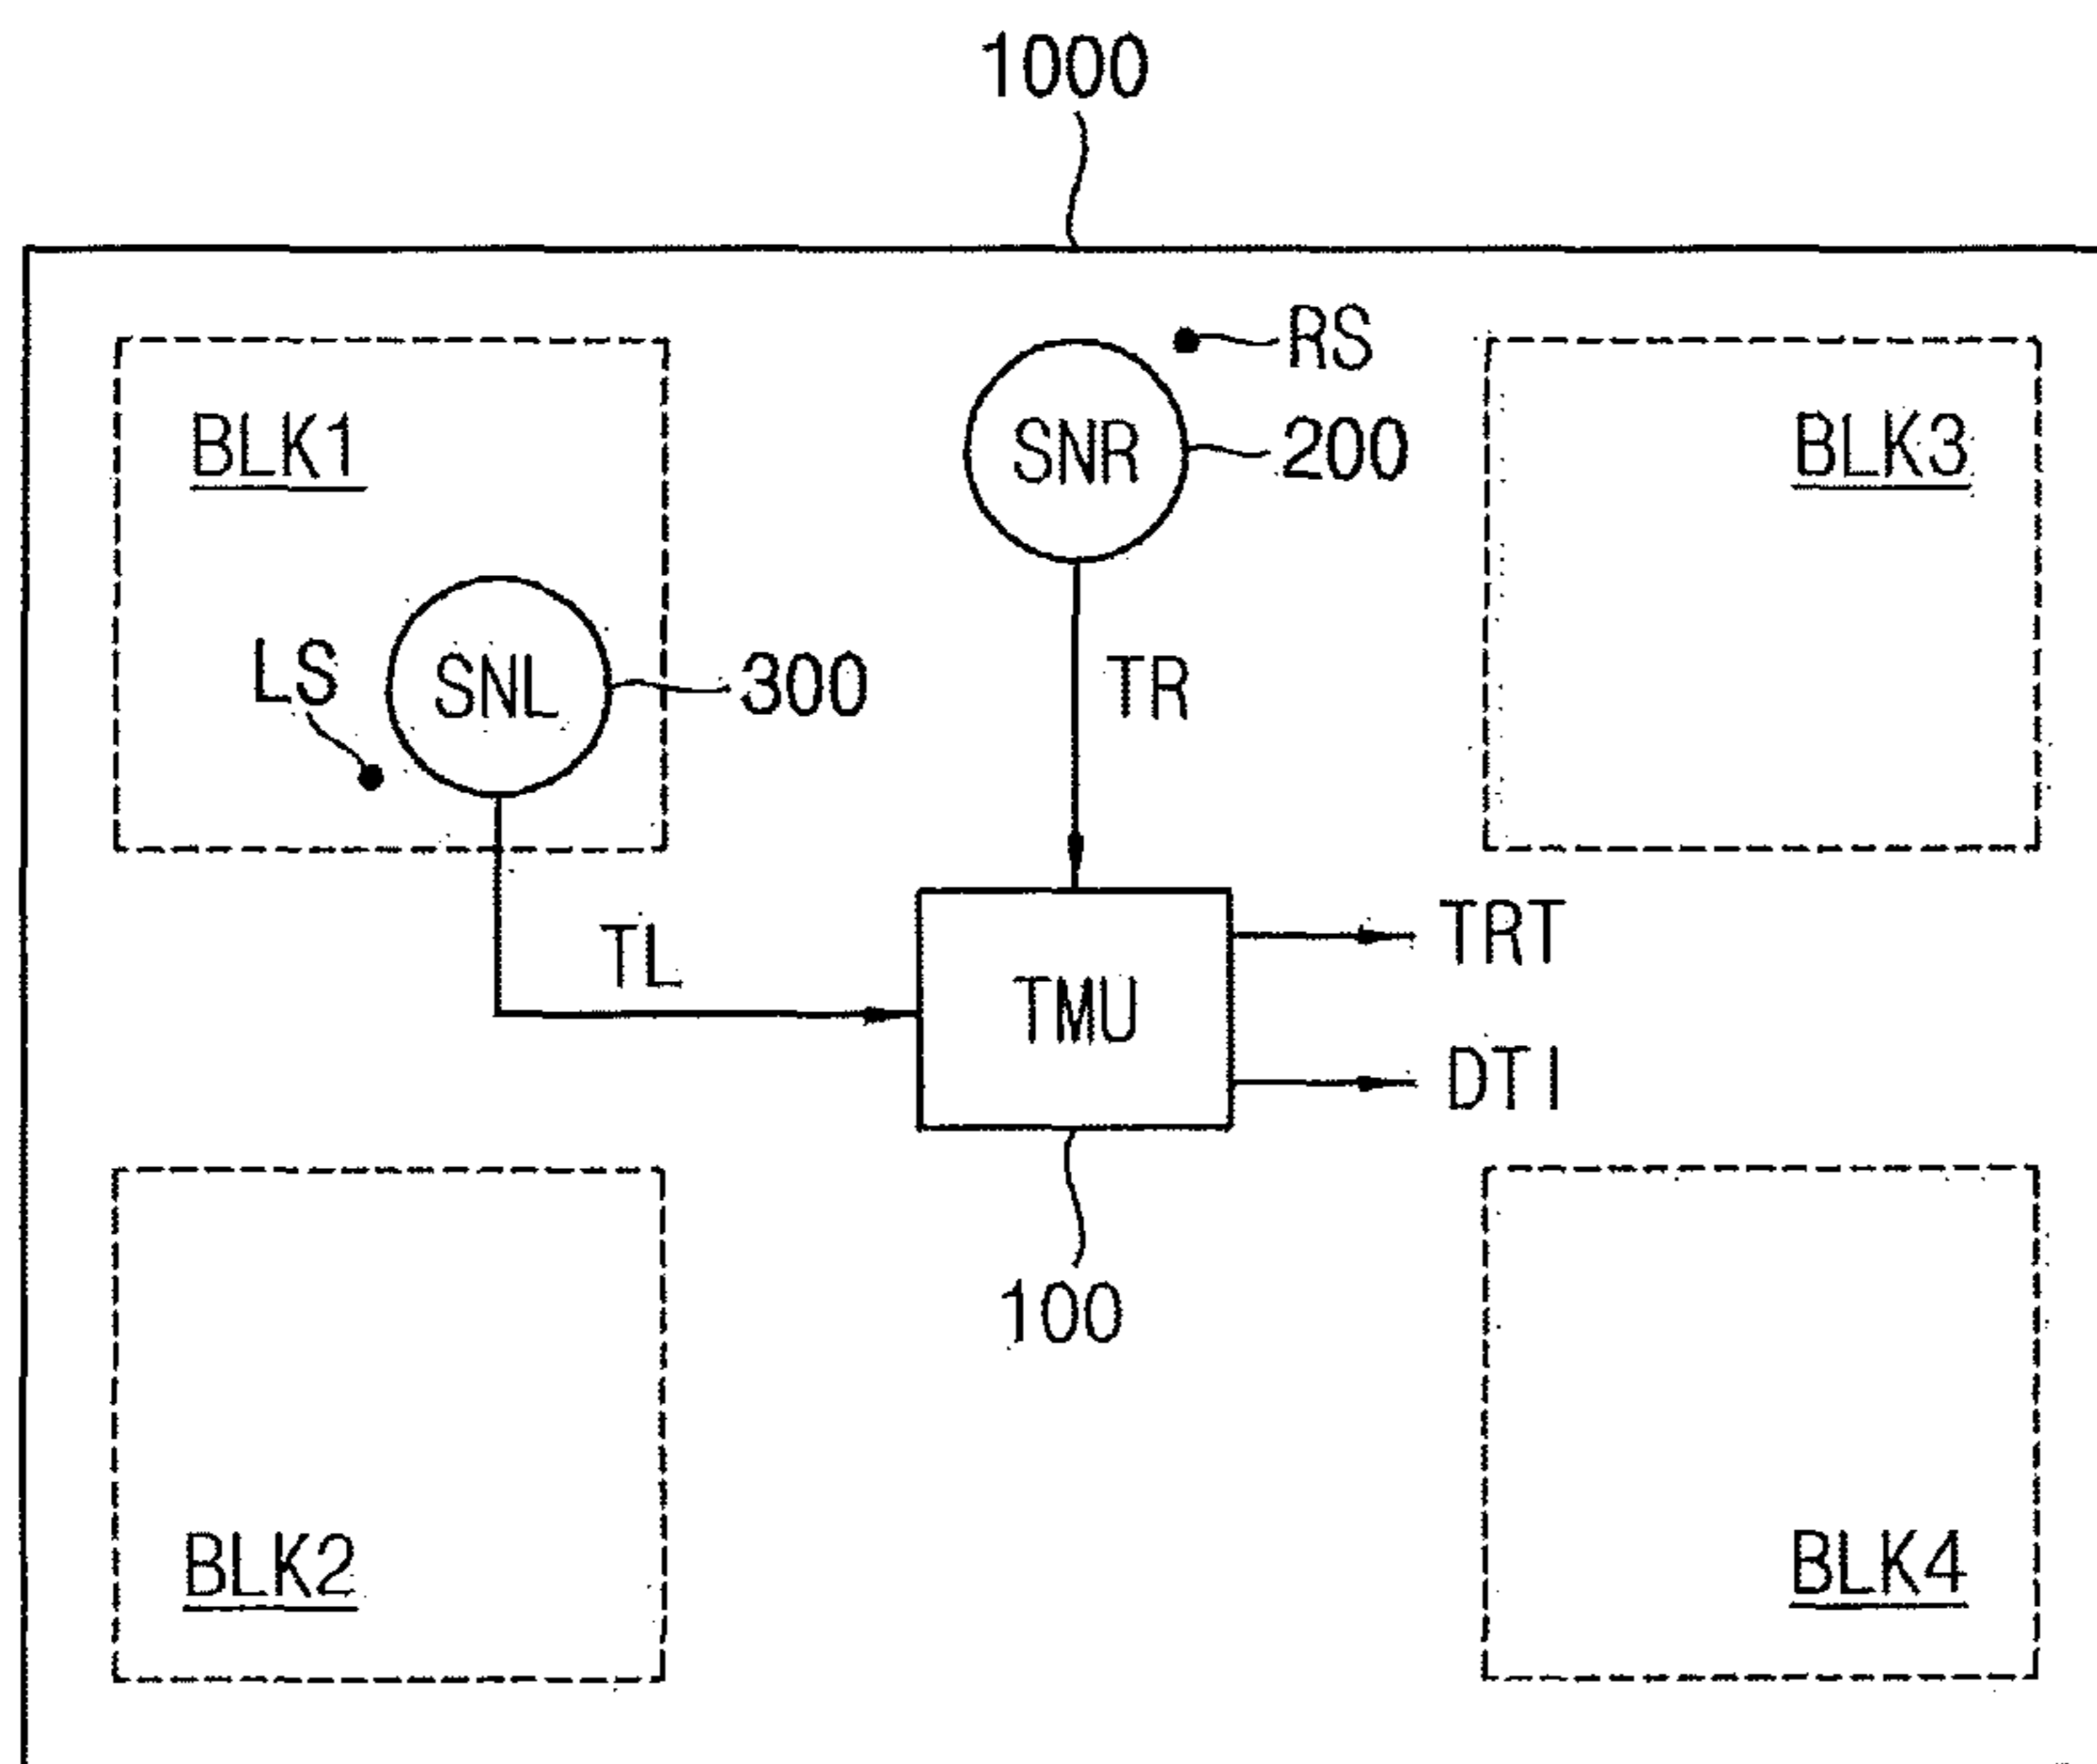 1000
RS
BLK1
SNR
200
BLK3
LS
SNL
300
TR
TRT
TL
TMU
DTI
100
BLK2
BLK4